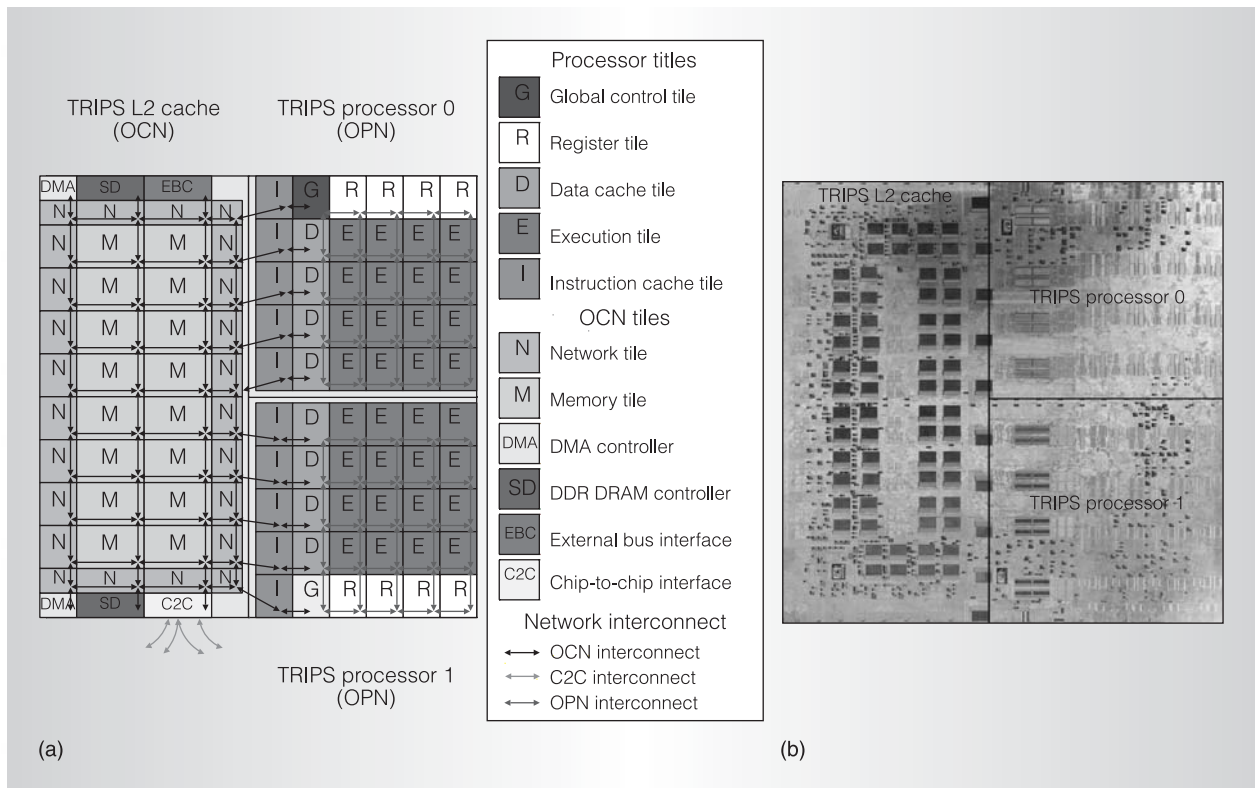 TRIPS L2 cache
(OCN)
TRIPS processor 0
(OPN)
DMA SD EBC I G R R R R
N N N N
N M M N I D E E E E
N M M N I D E E E E
N M M N I D E E E E
N M M N I D E E E E
N M M N I D E E E E
N M M N I D E E E E
N M M N I D E E E E
N M M N I D E E E E
N N N N
DMA SD C2C I G R R R R
TRIPS processor 1
(OPN)
(a)
Processor titles
G Global control tile
R Register tile
D Data cache tile
E Execution tile
I Instruction cache tile
OCN tiles
N Network tile
M Memory tile
DMA DMA controller
SD DDR DRAM controller
EBC External bus interface
C2C Chip-to-chip interface
Network interconnect
OCN interconnect
C2C interconnect
OPN interconnect
TRIPS L2 cache
TRIPS processor 0
TRIPS processor 1
(b)